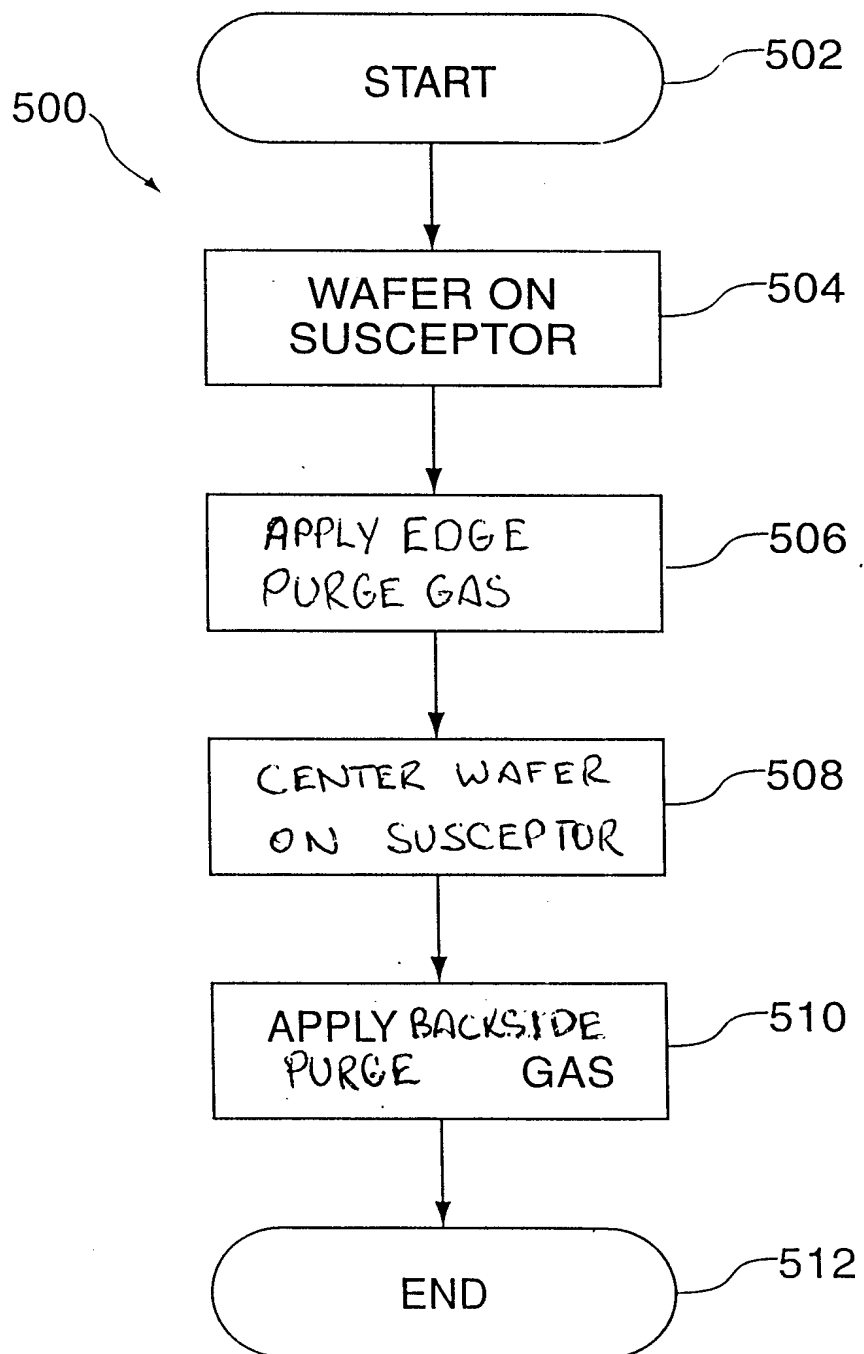 START
502
500
WAFER ON
SUSCEPTOR
504
APPLY EDGE
PURGE GAS
506
CENTER WAFER
ON SUSCEPTOR
508
APPLY BACKSIDE
PURGE GAS
510
END
512